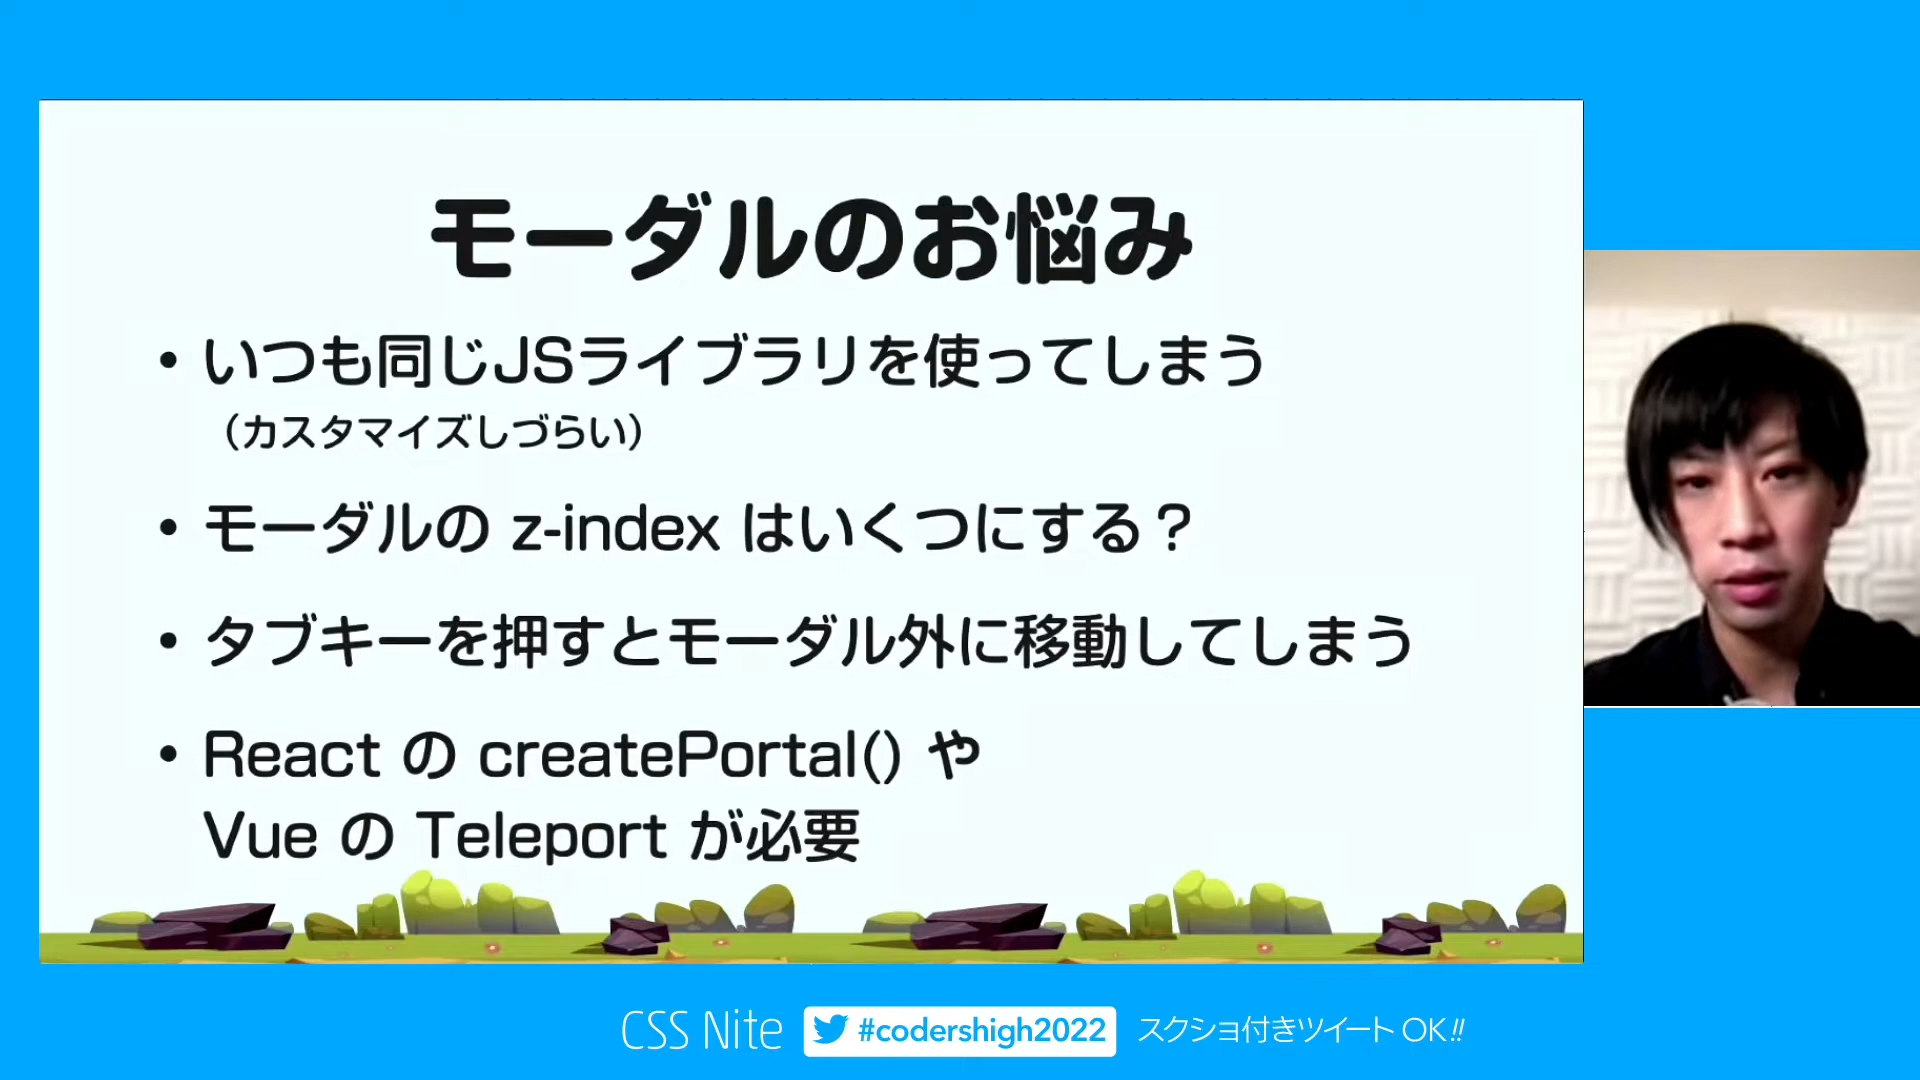 モーダルのお悩み
• いつも同じJSライブラリを使ってしまう
（カスタマイズしづらい）
• モーダルの z-index はいくつにする？
• タブキーを押すとモーダル外に移動してしまう
• React の createPortal() や
Vue の Teleport が必要
CSS Nite #codershigh2022 スクショ付きツイート OK!!